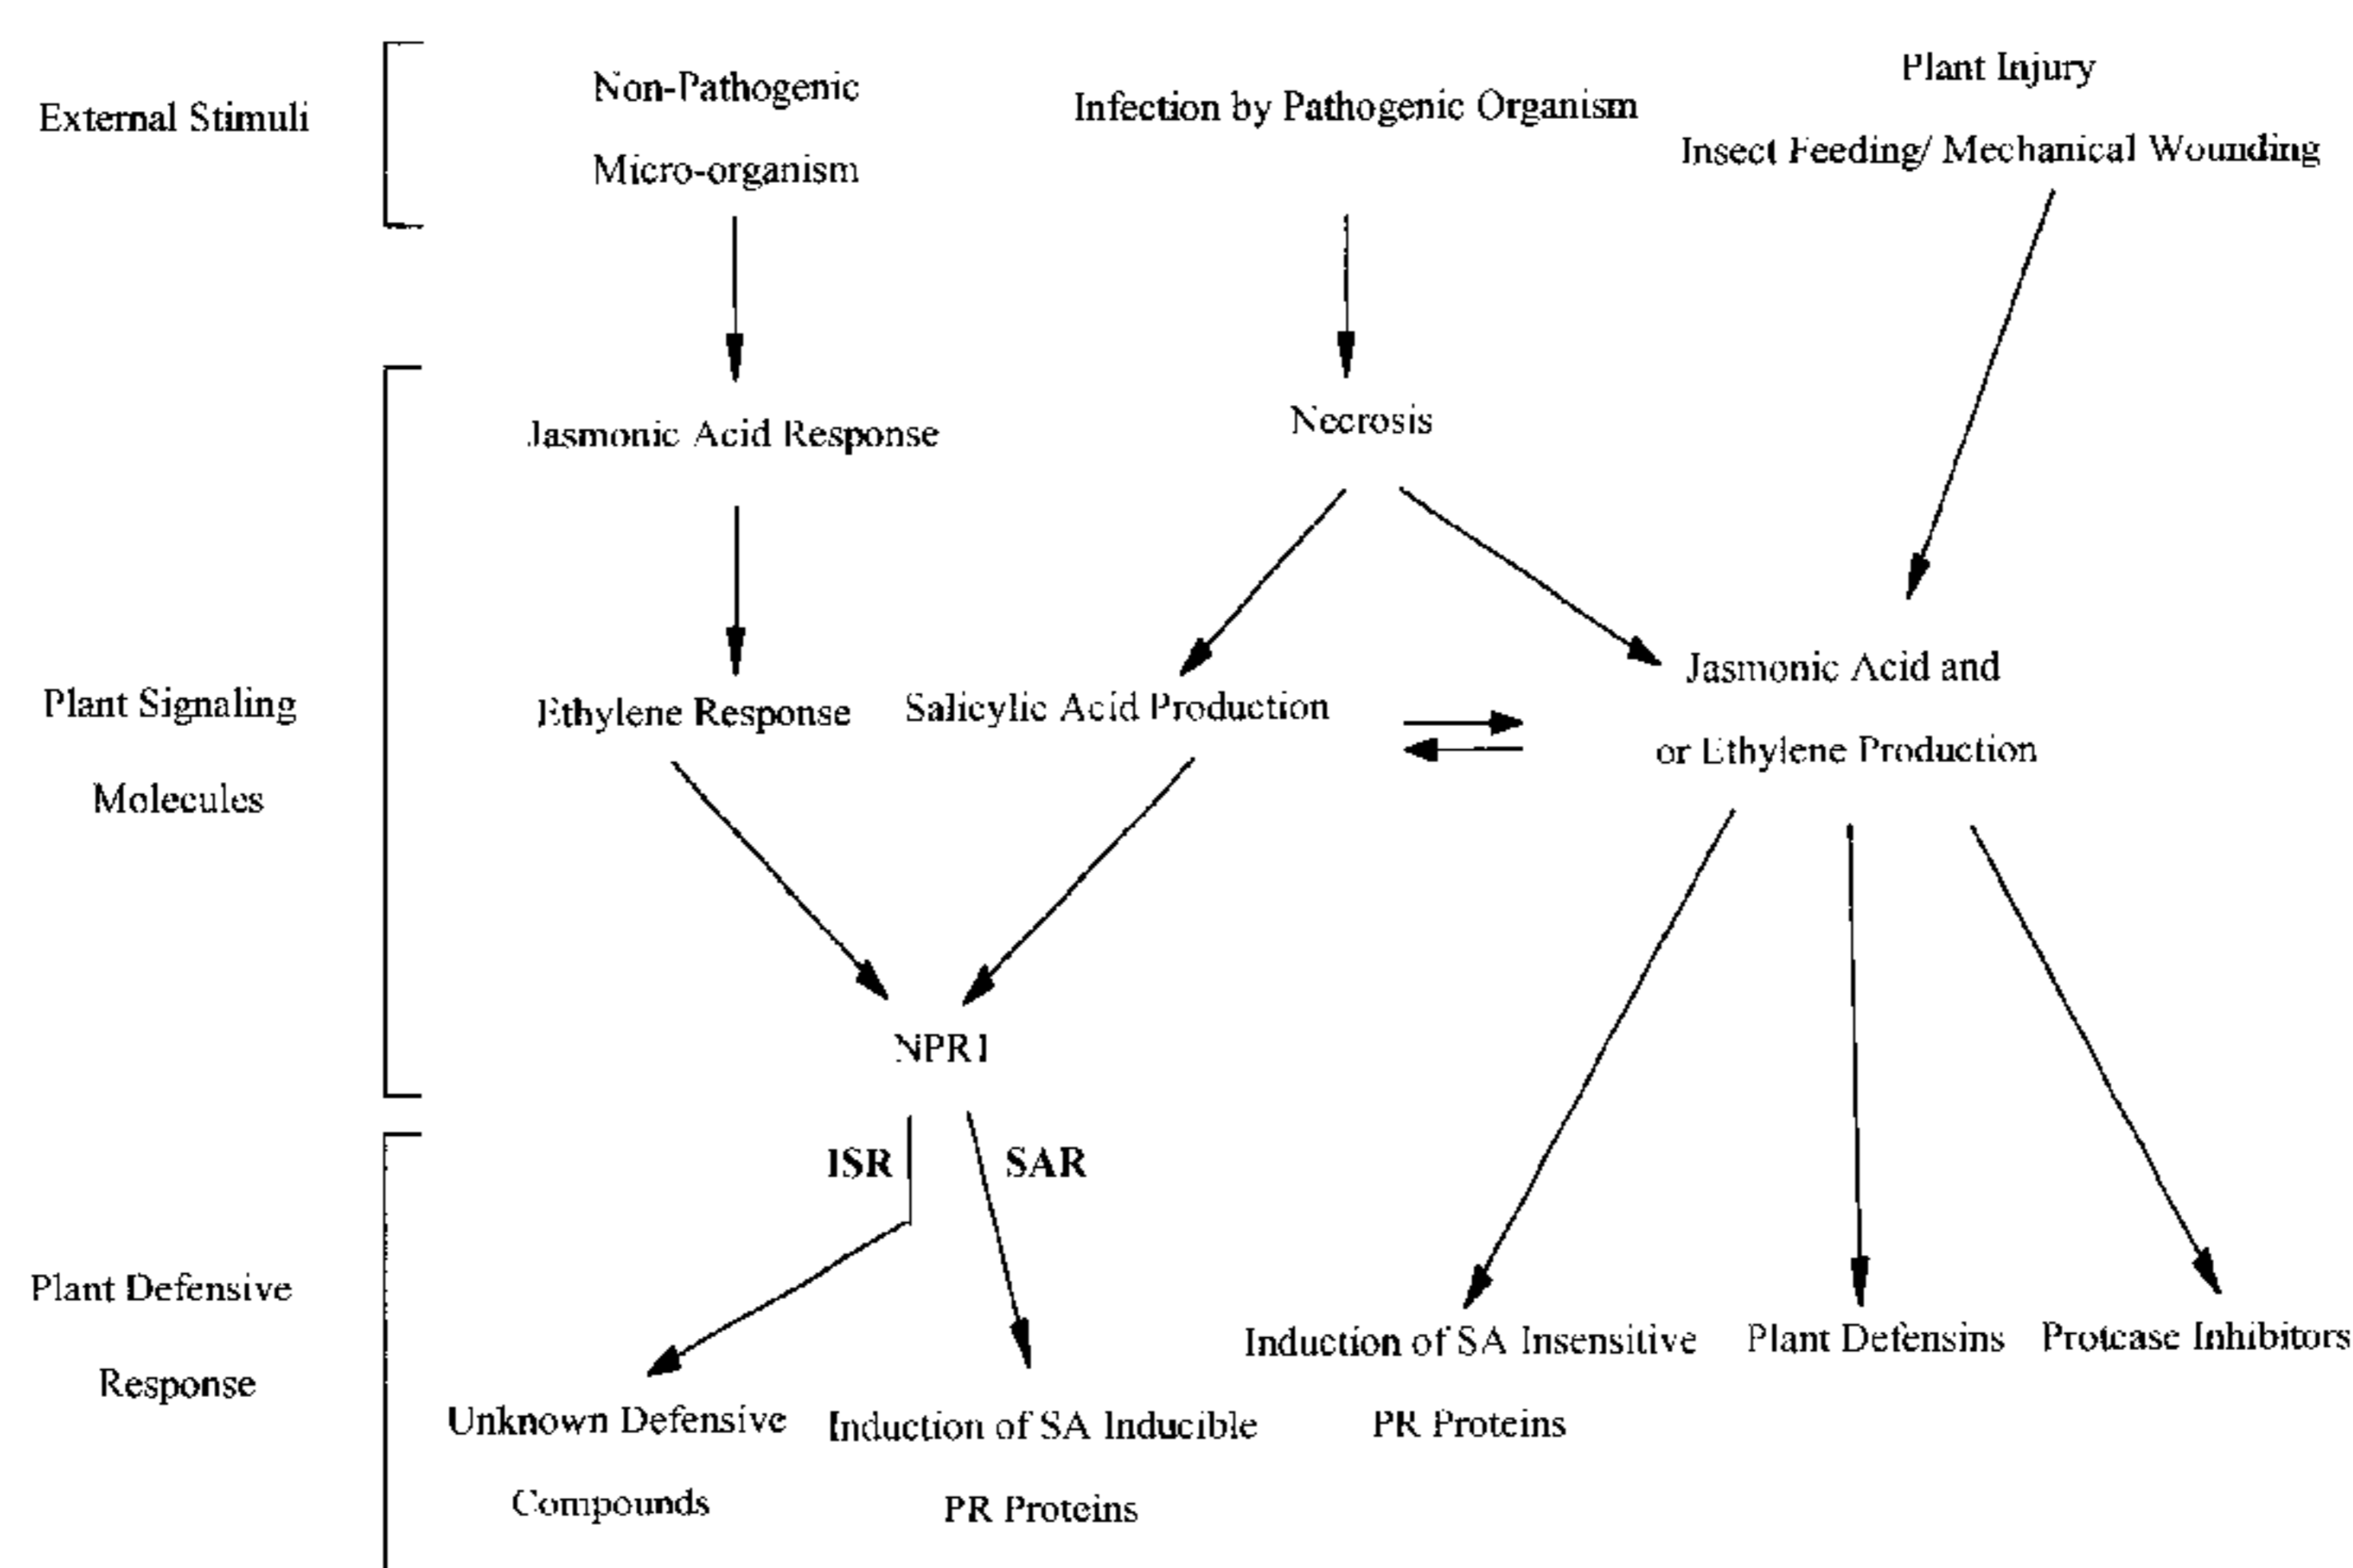 External Stimuli
Non-Pathogenic
Micro-organism
Infection by Pathogenic Organism
Plant Injury
Insect Feeding/ Mechanical Wounding
Plant Signaling
Molecules
Jasmonic Acid Response
Necrosis
Ethylene Response
Salicylic Acid Production
Jasmonic Acid and
or Ethylene Production
NPR1
Plant Defensive
Response
ISR
SAR
Unknown Defensive
Compounds
Induction of SA Inducible
PR Proteins
Induction of SA Insensitive
PR Proteins
Plant Defensins
Protease Inhibitors